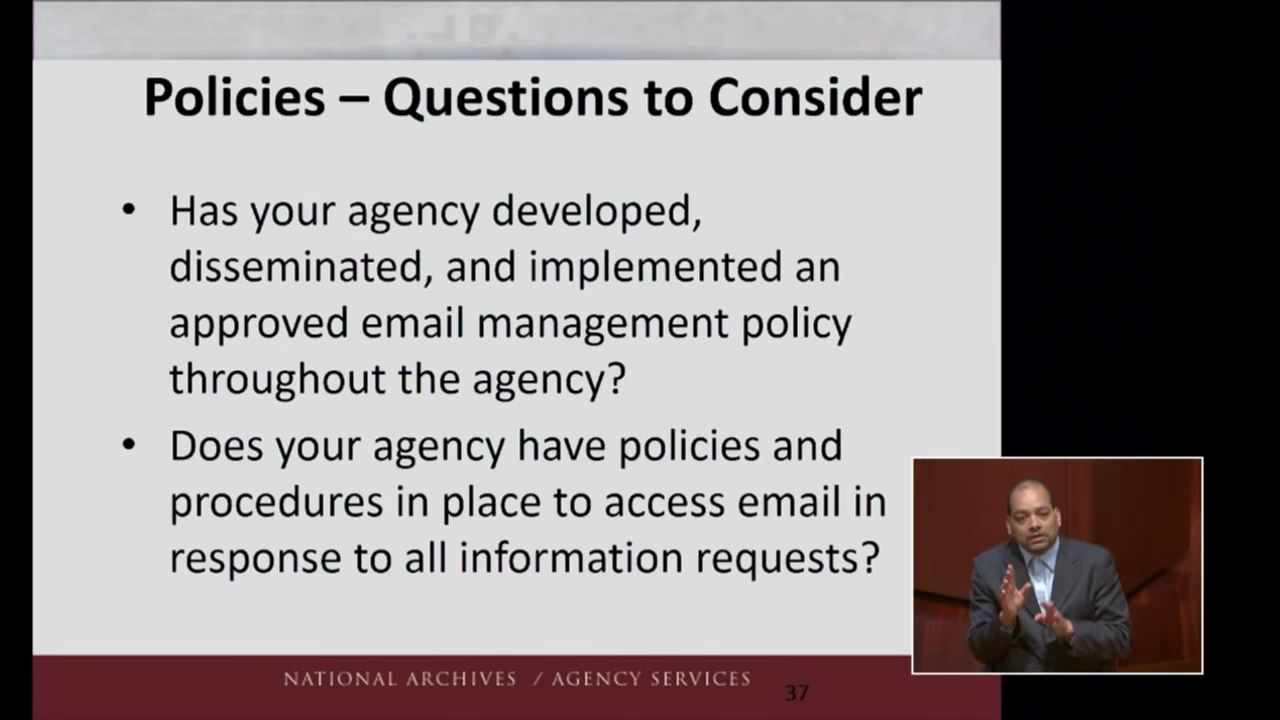 Policies – Questions to Consider
• Has your agency developed,
disseminated, and implemented an
approved email management policy
throughout the agency?
• Does your agency have policies and
procedures in place to access email in
response to all information requests?
NATIONAL ARCHIVES / AGENCY SERVICES
37